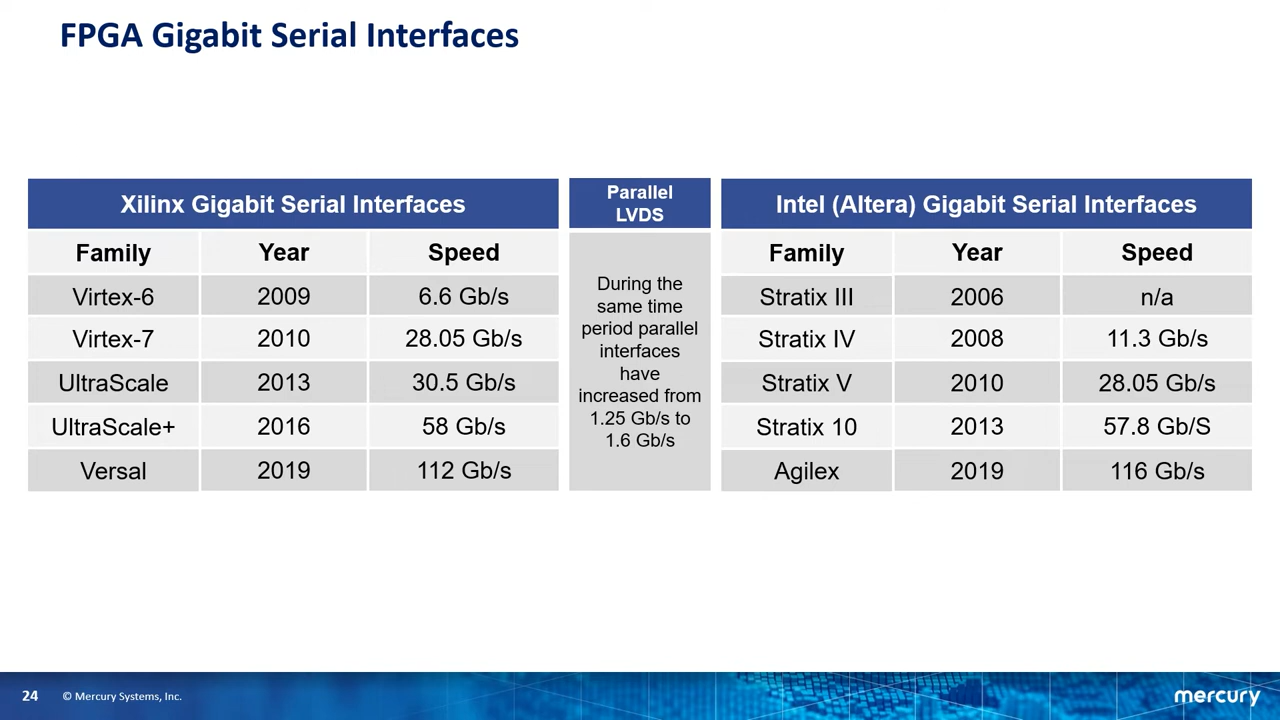 FPGA Gigabit Serial Interfaces
Xilinx Gigabit Serial Interfaces
Family Year Speed
Virtex-6 2009 6.6 Gb/s
Virtex-7 2010 28.05 Gb/s
UltraScale 2013 30.5 Gb/s
UltraScale+ 2016 58 Gb/s
Versal 2019 112 Gb/s
Parallel
LVDS
During the
same time
period parallel
interfaces
have
increased from
1.25 Gb/s to
1.6 Gb/s
Intel (Altera) Gigabit Serial Interfaces
Family Year Speed
Stratix III 2006 n/a
Stratix IV 2008 11.3 Gb/s
Stratix V 2010 28.05 Gb/s
Stratix 10 2013 57.8 Gb/S
Agilex 2019 116 Gb/s
24 © Mercury Systems, Inc.
mercury